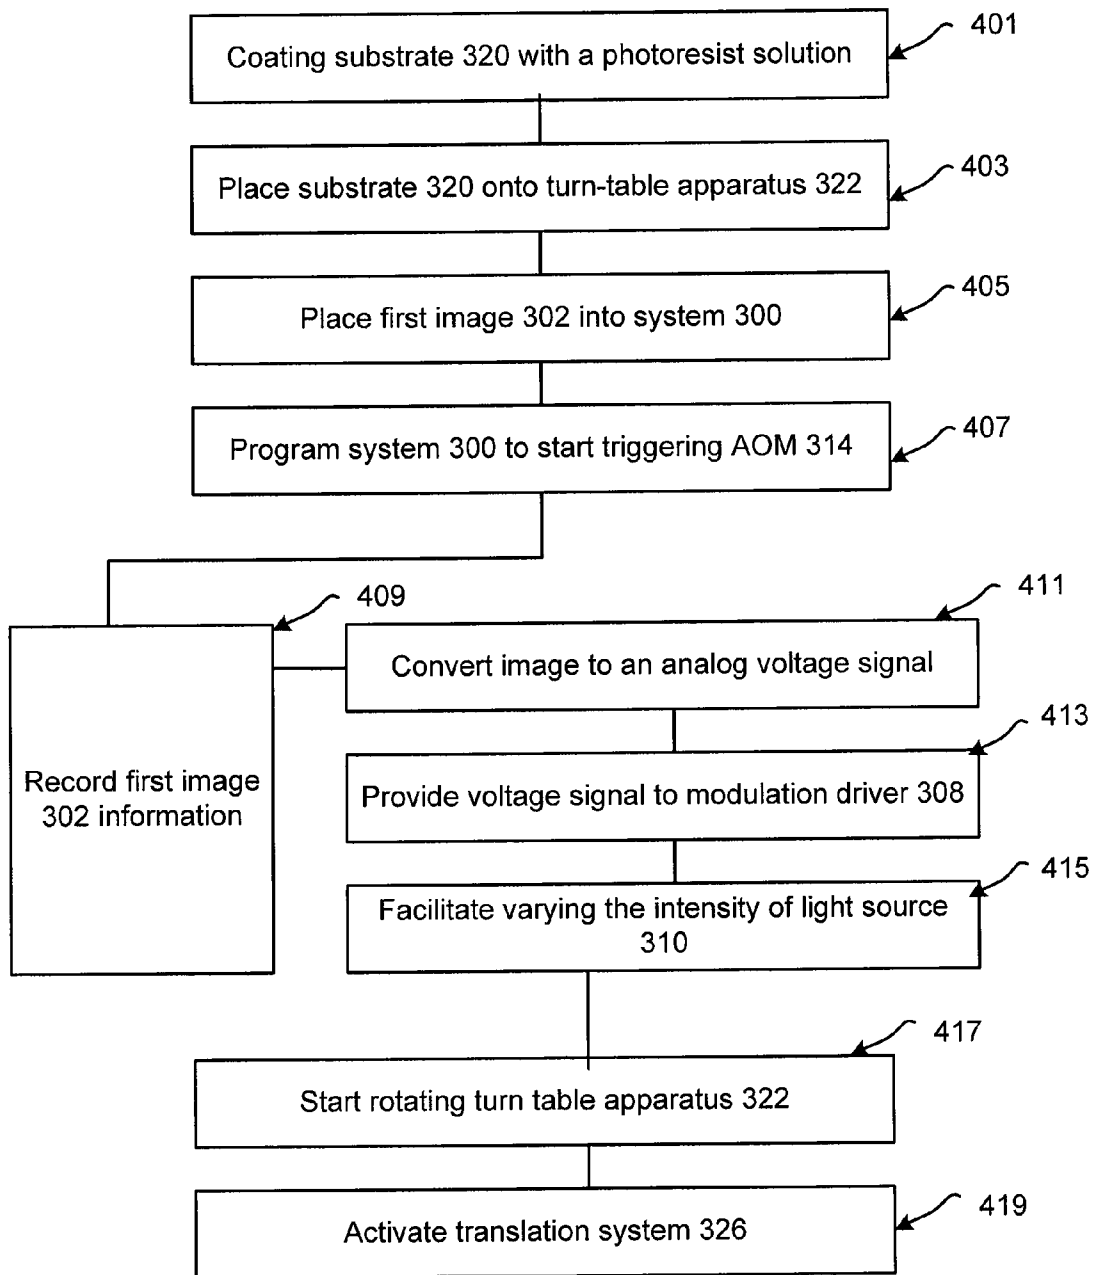 Coating substrate 320 with a photoresist solution
401
Place substrate 320 onto turn-table apparatus 322
403
Place first image 302 into system 300
405
Program system 300 to start triggering AOM 314
407
409
Record first image
302 information
411
Convert image to an analog voltage signal
413
Provide voltage signal to modulation driver 308
415
Facilitate varying the intensity of light source
310
417
Start rotating turn table apparatus 322
419
Activate translation system 326